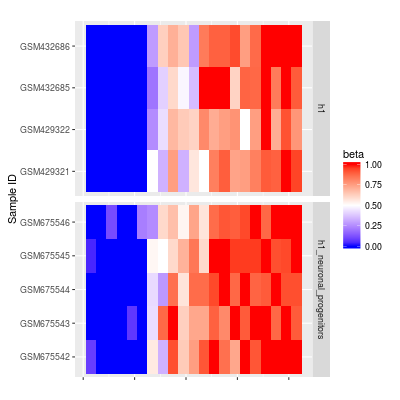 GSM432686
GSM432685
GSM429322
GSM429321
h1
GSM675546
GSM675545
GSM675544
GSM675543
GSM675542
h1_neuronal_progenitors
Sample ID
beta
1.00
0.75
0.50
0.25
0.00